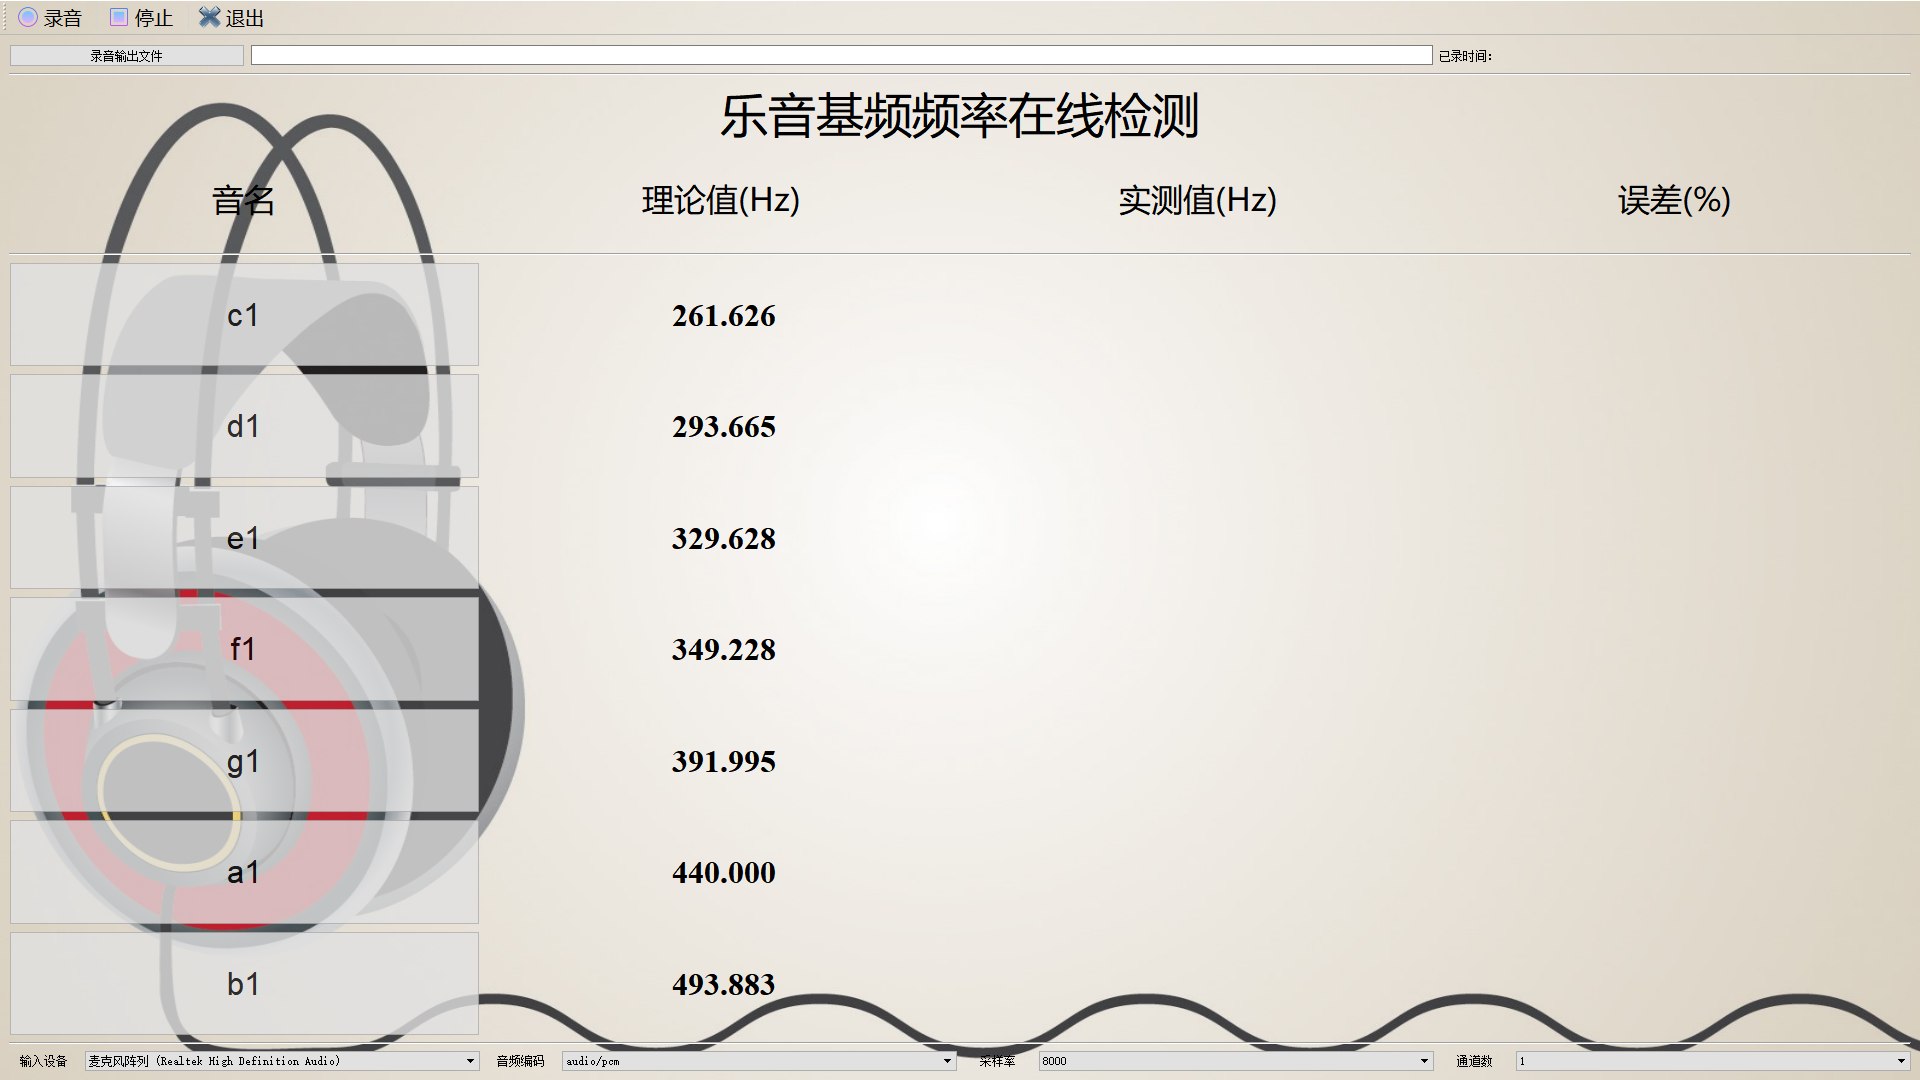 录音 停止 退出
录音输出文件 已录时间:
乐音基频频率在线检测
音名 理论值(Hz) 实测值(Hz) 误差(%)
c1 261.626
d1 293.665
e1 329.628
f1 349.228
g1 391.995
a1 440.000
b1 493.883
输入设备 麦克风阵列 (Realtek High Definition Audio) 音频编码 audio/pcm 采样率 8000 通道数 1